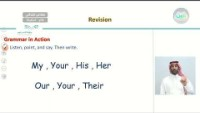 Revision
Grammar in Action
Listen, point, and say. Then write.
My , Your , His , Her
Our , Your , Their